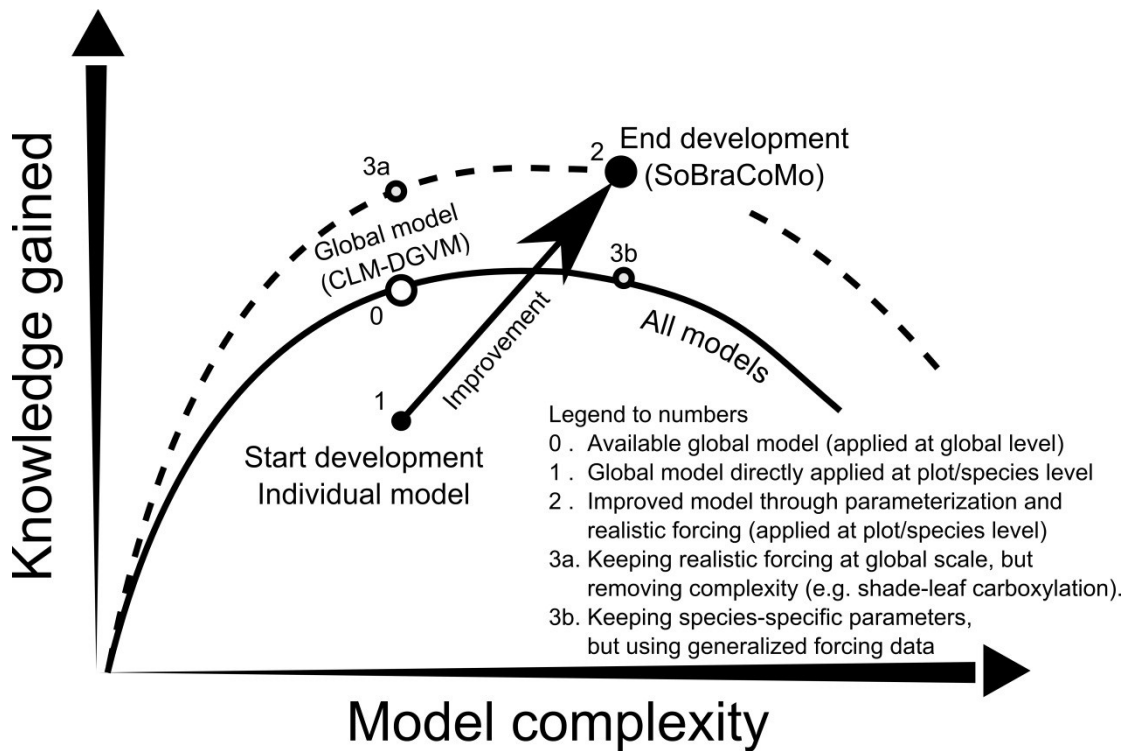 Knowledge gained
3a
2
End development
(SoBraCoMo)
Global model
(CLM-DGVM)
0
3b
Improvement
All models
1
Start development
Individual model
Legend to numbers
0 . Available global model (applied at global level)
1 . Global model directly applied at plot/species level
2 . Improved model through parameterization and
realistic forcing (applied at plot/species level)
3a. Keeping realistic forcing at global scale, but
removing complexity (e.g. shade-leaf carboxylation).
3b. Keeping species-specific parameters,
but using generalized forcing data
Model complexity